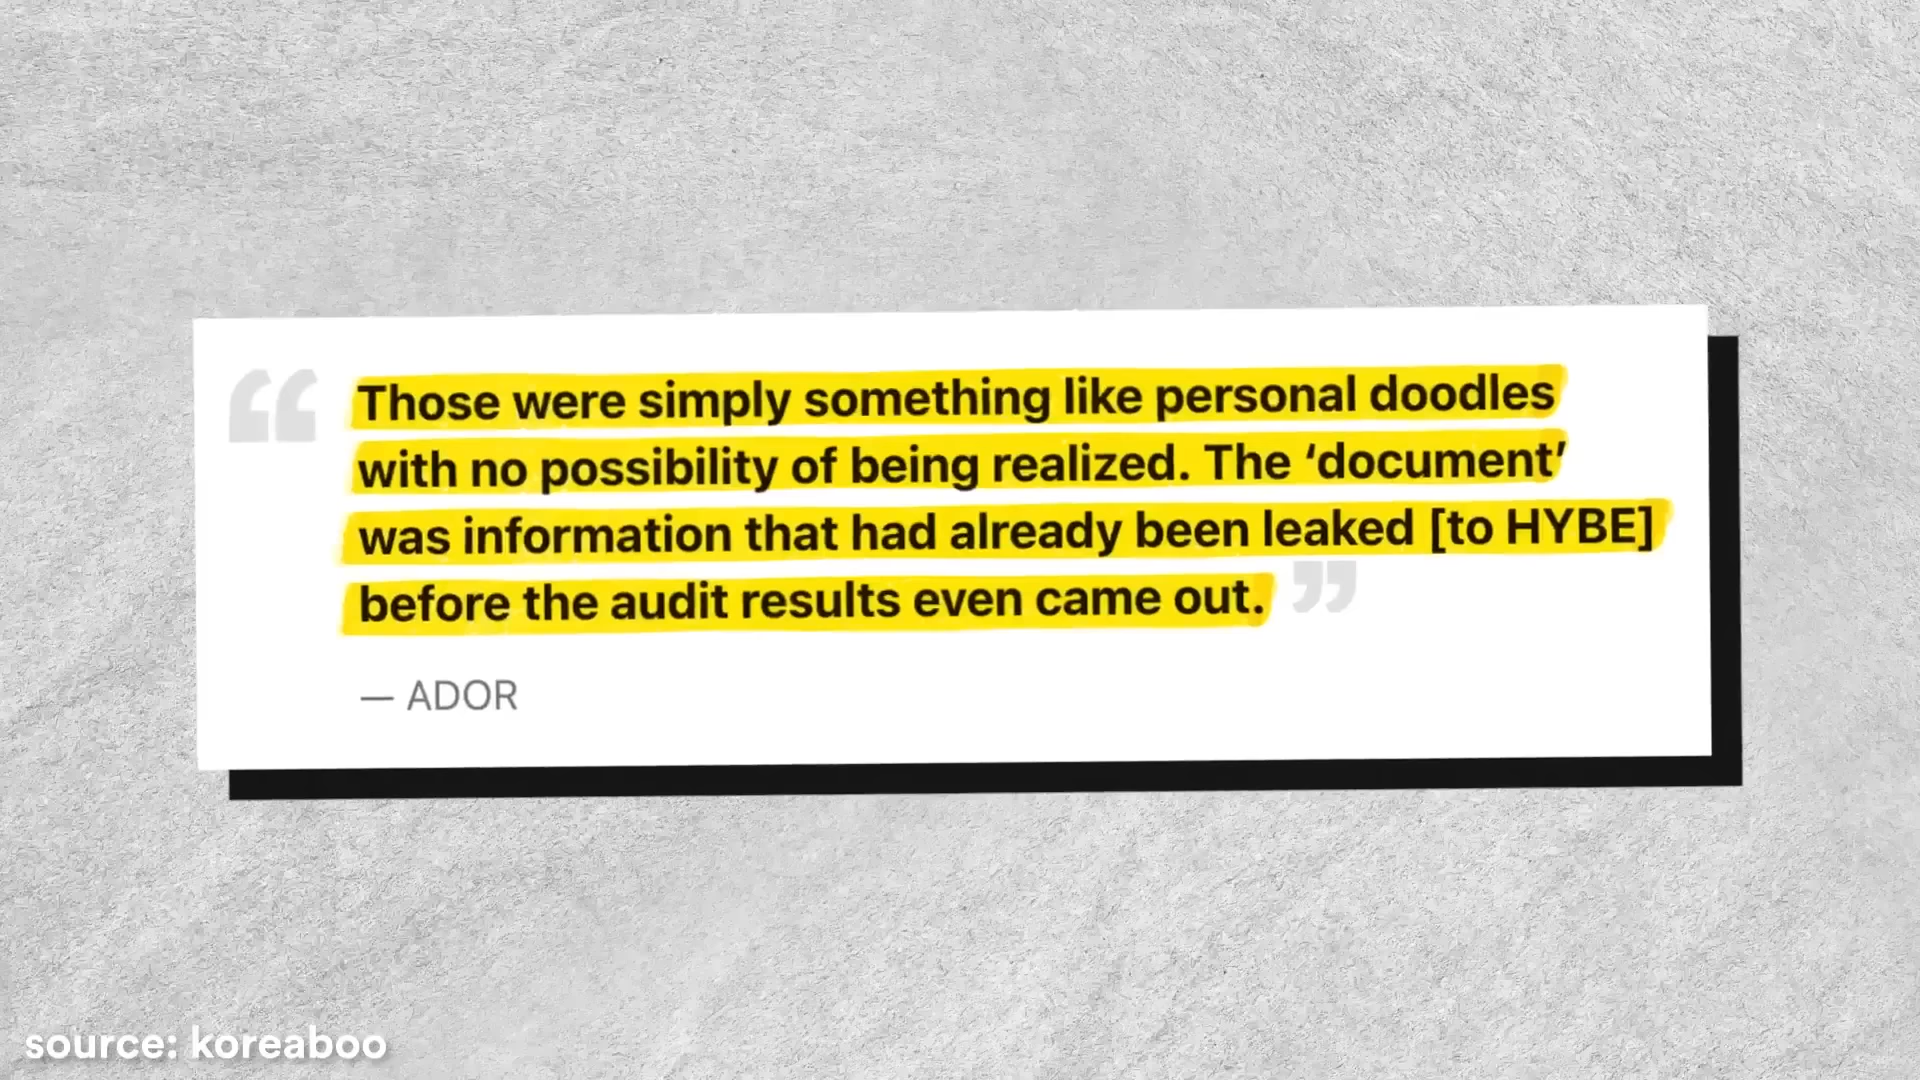 “ Those were simply something like personal doodles
with no possibility of being realized. The ‘document’
was information that had already been leaked [to HYBE]
before the audit results even came out. ”
— ADOR
source: koreaboo